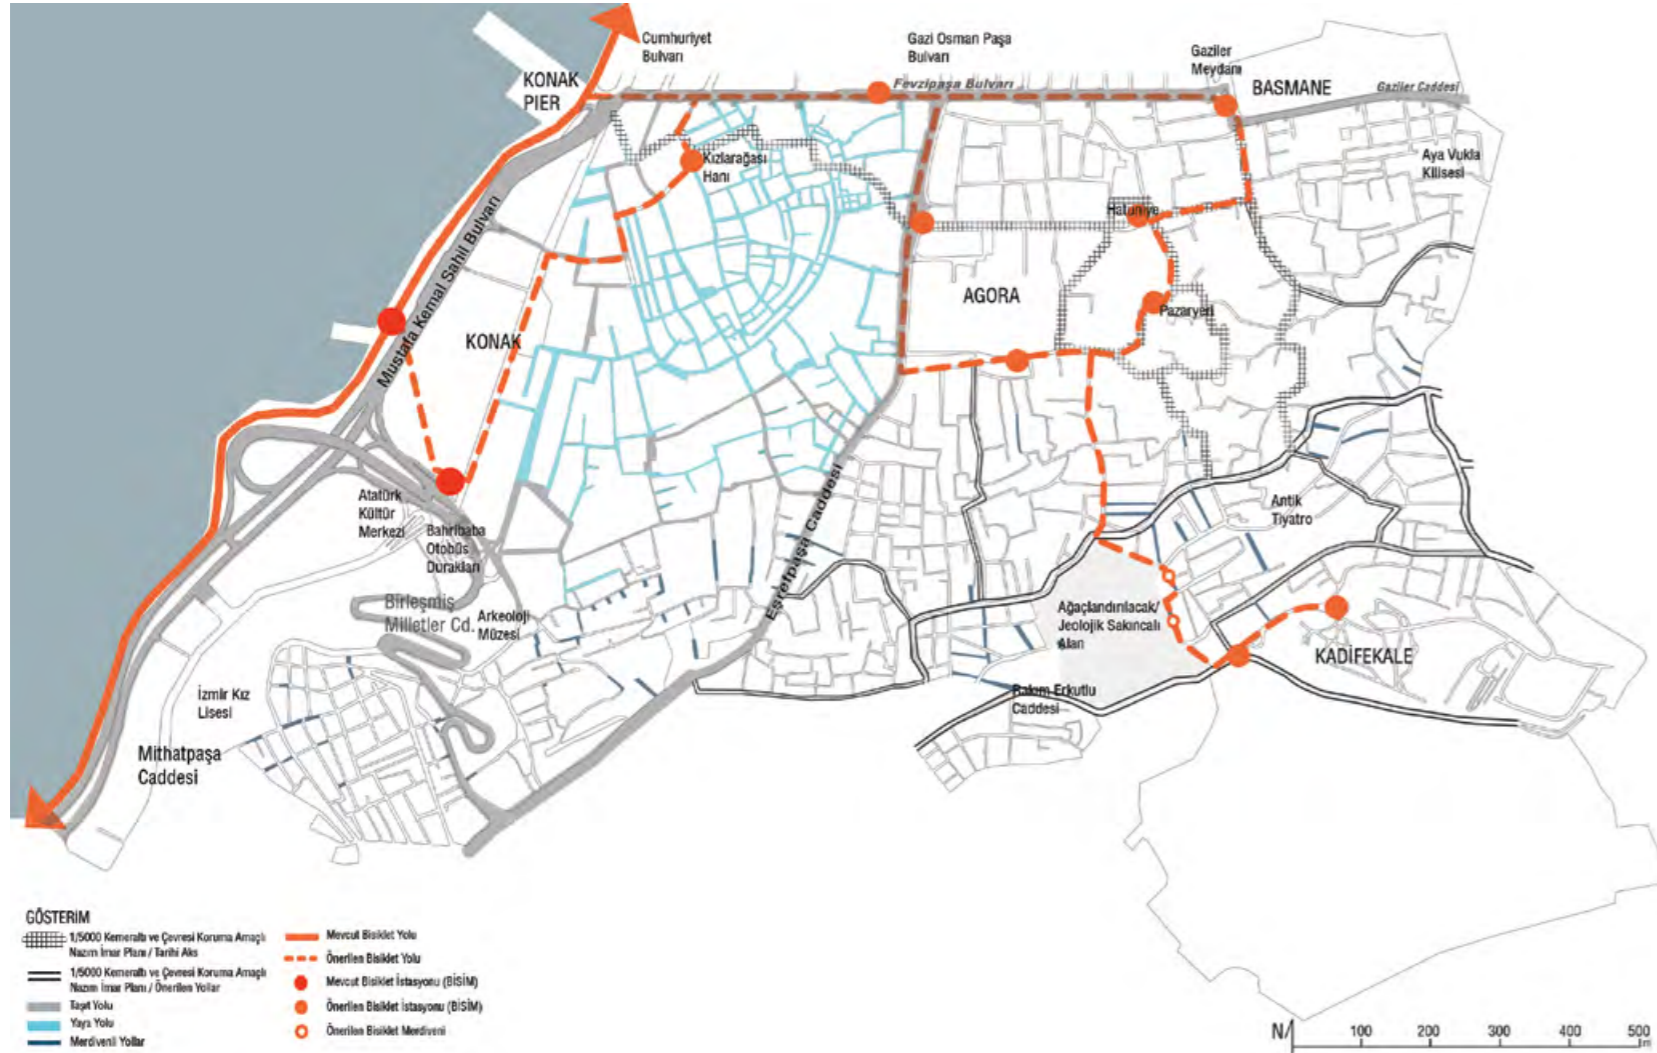 Cumhuriyet
Bulvarı
Gazi Osman Paşa
Bulvarı
Gaziler
Meydanı
KONAK
PIER
Fevzipaşa Bulvarı
BASMANE
Gaziler Caddesi
Kızlarağası
Hanı
Aya Vukla
Kilisesi
Hatuniye
Mustafa Kemal Sahil Bulvarı
AGORA
Pazaryeri
KONAK
Atatürk
Kültür
Merkezi
Bahribaba
Otobüs
Durakları
Eşrefpaşa Caddesi
Antik
Tiyatro
Birleşmiş
Milletler Cd.
Arkeoloji
Müzesi
Ağaçlandırılacak/
Jeolojik Sakıncalı
Alan
KADİFEKALE
İzmir Kız
Lisesi
Rakım Erkutlu
Caddesi
Mithatpaşa
Caddesi
GÖSTERİM
1/5000 Kemeraltı ve Çevresi Koruma Amaçlı
Nazım İmar Planı / Tarihi Aks
1/5000 Kemeraltı ve Çevresi Koruma Amaçlı
Nazım İmar Planı / Önerilen Yollar
Taşıt Yolu
Yaya Yolu
Merdivenli Yollar
Mevcut Bisiklet Yolu
Önerilen Bisiklet Yolu
Mevcut Bisiklet İstasyonu (BİSİM)
Önerilen Bisiklet İstasyonu (BİSİM)
Önerilen Bisiklet Merdiveni
N/ 100 200 300 400 500
m